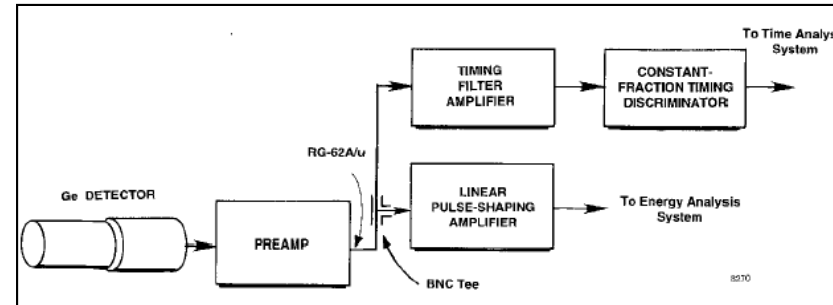 To Time Analys
System
TIMING
FILTER
AMPLIFIER
CONSTANT-
FRACTION TIMING
DISCRIMINATOR
RG-62A/u
Ge DETECTOR
PREAMP
LINEAR
PULSE-SHAPING
AMPLIFIER
To Energy Analysis
System
BNC Tee
8270